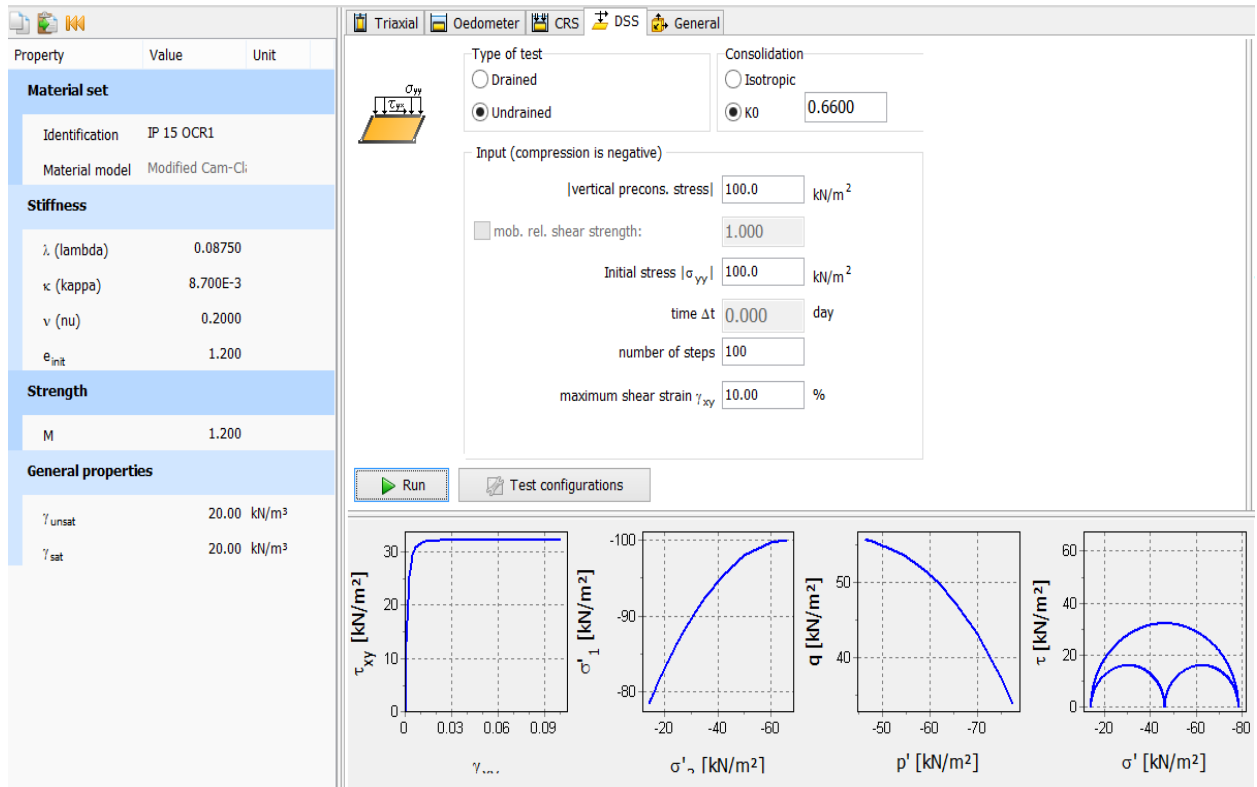 Property Value Unit
Material set
Identification IP 15 OCR1
Material model Modified Cam-Cl
Stiffness
λ (lambda) 0.08750
κ (kappa) 8.700E-3
ν (nu) 0.2000
e init 1.200
Strength
M 1.200
General properties
γ unsat 20.00 kN/m³
γ sat 20.00 kN/m³
Triaxial Oedometer CRS DSS General
σyy
τyx
Type of test
Drained
Undrained
Consolidation
Isotropic
K0 0.6600
Input (compression is negative)
|vertical precons. stress| 100.0 kN/m²
mob. rel. shear strength: 1.000
Initial stress |σyy| 100.0 kN/m²
time Δt 0.000 day
number of steps 100
maximum shear strain γxy 10.00 %
Run Test configurations
τxy [kN/m²]
30
20
10
0
0 0.03 0.06 0.09
σ'1 [kN/m²]
-100
-90
-80
-20 -40 -60
[kN/m²]
q [kN/m²]
50
40
-50 -60 -70
p' [kN/m²]
τ [kN/m²]
60
40
20
0
-20 -40 -60 -80
σ' [kN/m²]